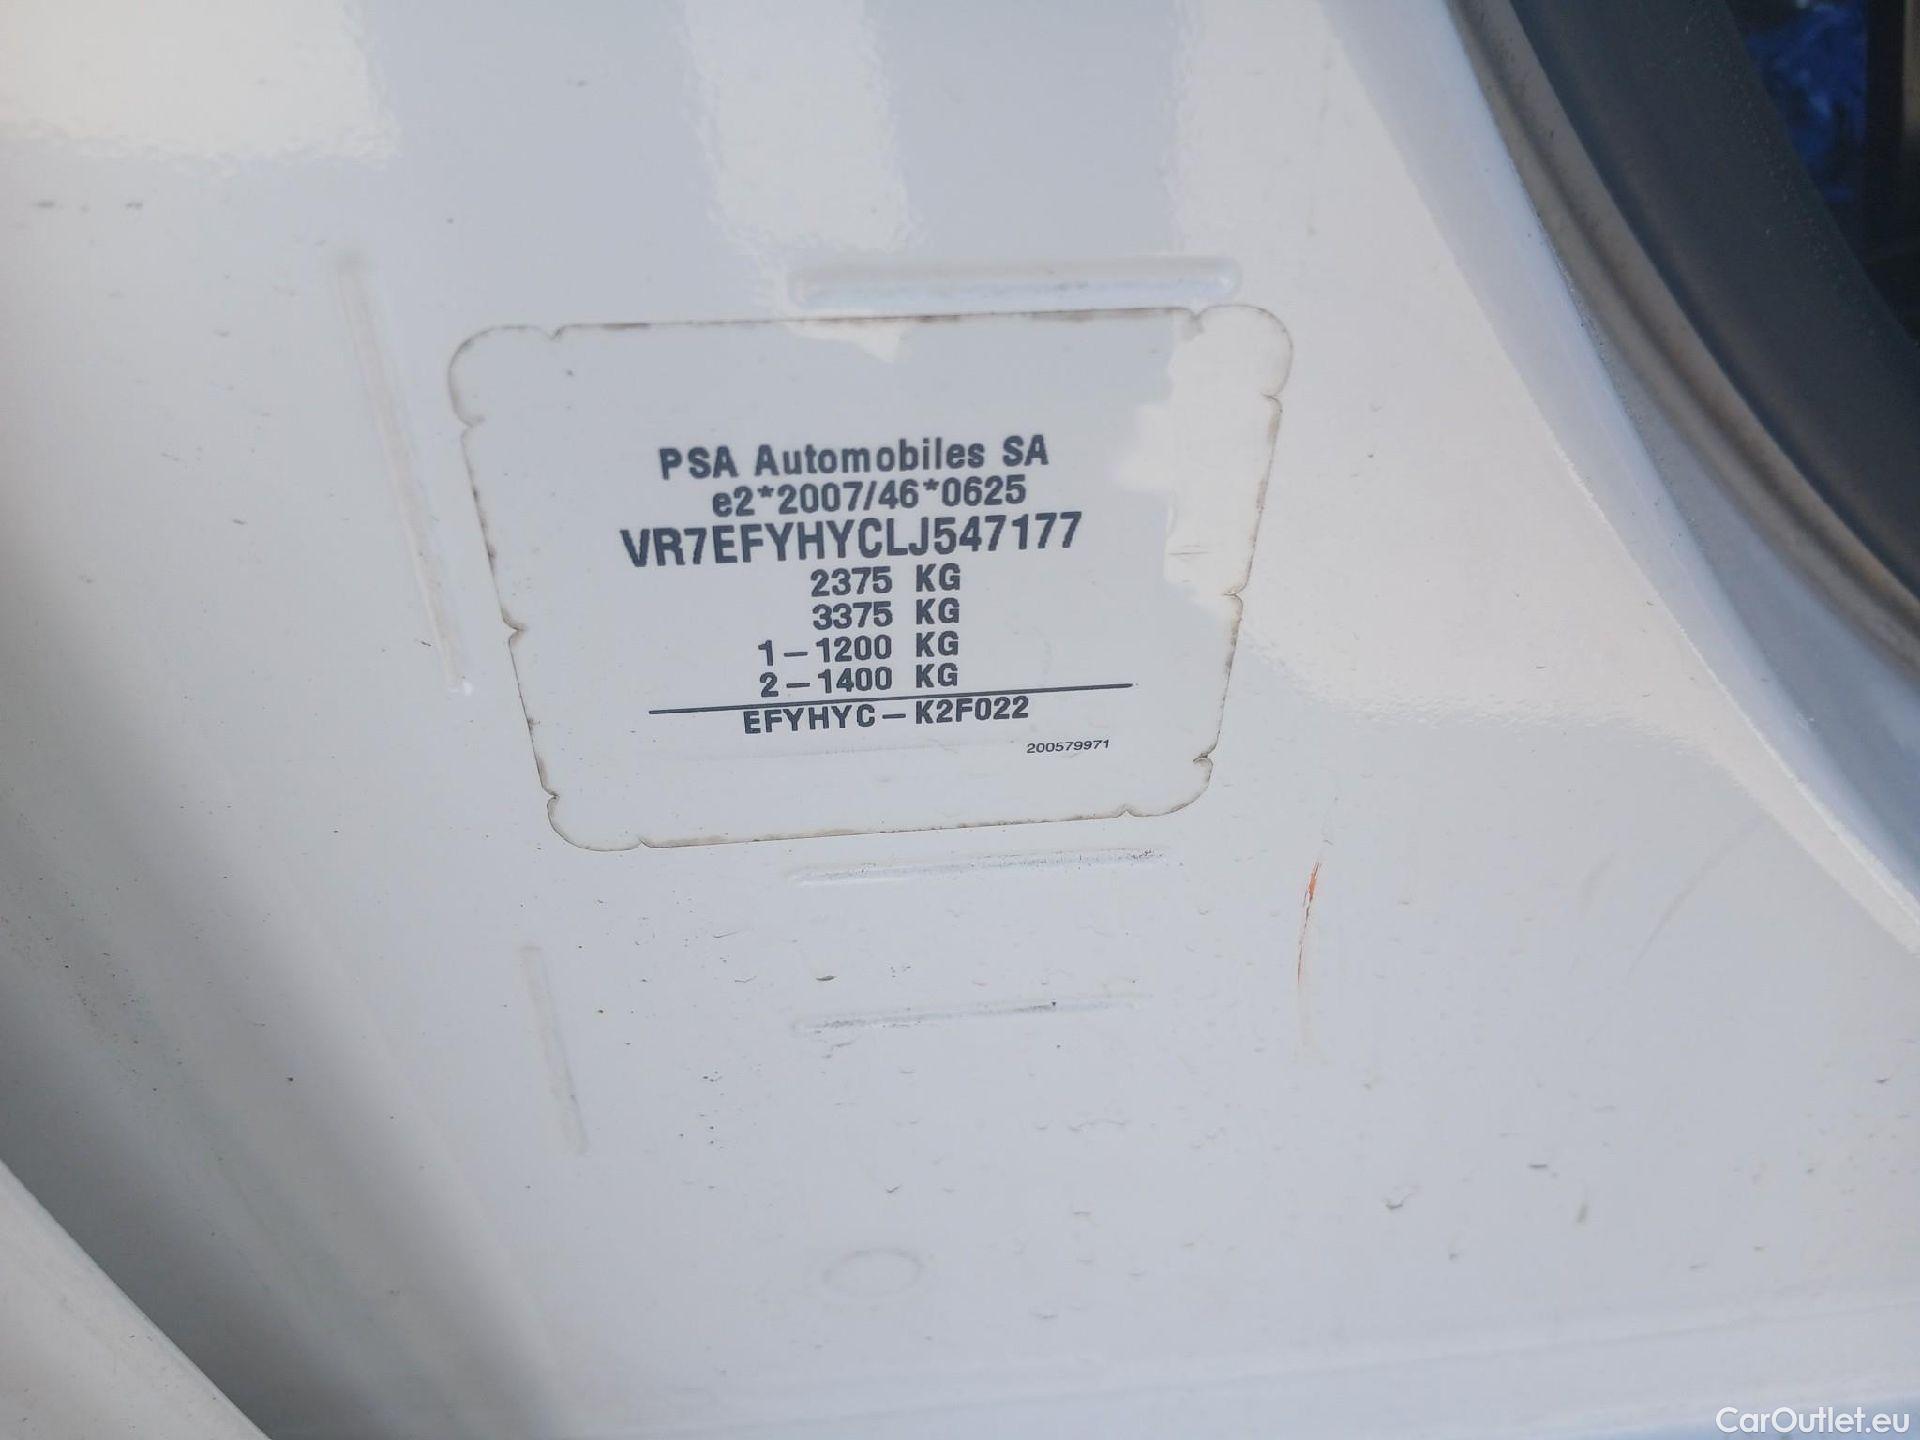 PSA Automobiles SA
e2*2007/46*0625
VR7EFYHYCLJ547177
2375 KG
3375 KG
1-1200 KG
2-1400 KG
EFYHYC-K2F022
200579971
CarOutlet.eu